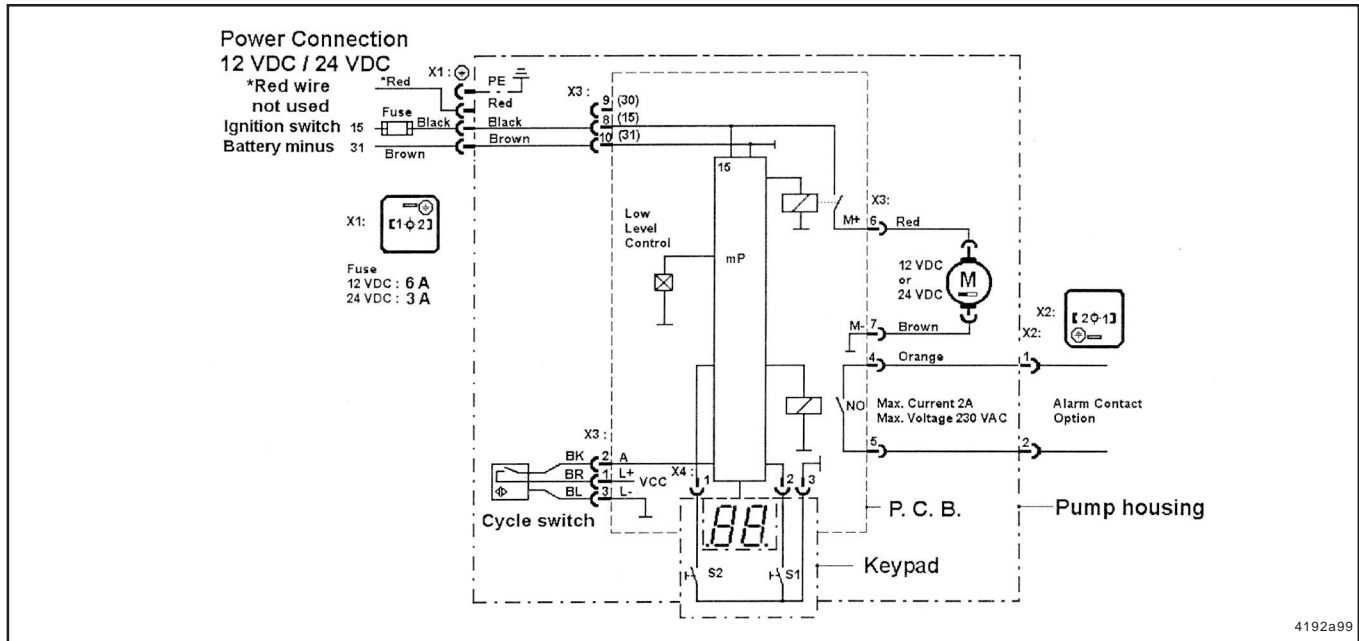 Power Connection
12 VDC / 24 VDC
*Red wire
not used
*Red
X1 :
PE
Red
X3 :
9 (30)
Ignition switch 15
Fuse
Black
Black
8 (15)
Battery minus 31
Brown
Brown
10 (31)
15
X1:
1 2
Low
Level
Control
mP
X3:
M+ 6 Red
Fuse
12 VDC : 6 A
24 VDC : 3 A
12 VDC
or
24 VDC
M
X2:
2 1
M- 7 Brown
X2:
4 Orange
1
NO
Max. Current 2A
Max. Voltage 230 VAC
Alarm Contact
Option
5
2
X3 :
BK 2 A
BR 1 L+
VCC
BL 3 L-
X4 :
1
2
3
Cycle switch
88
P. C. B.
Pump housing
Keypad
S2
S1
4192a99